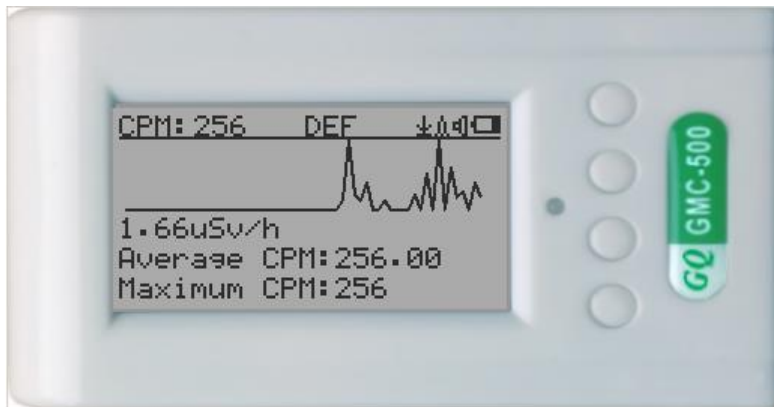 CPM: 256 DEF
1.66uSv/h
Average CPM:256.00
Maximum CPM:256
GQ GMC-500